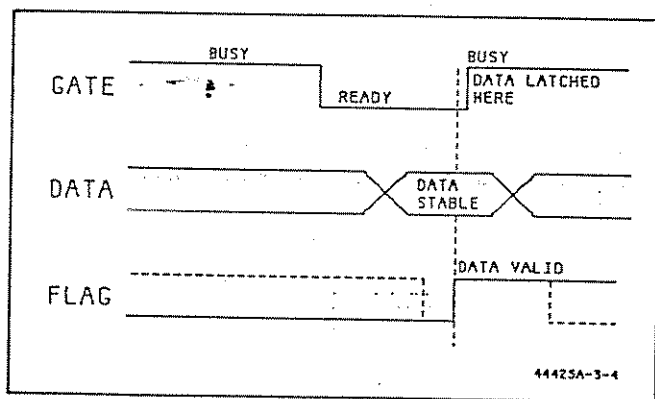 BUSY
BUSY
GATE
DATA LATCHED
HERE
READY
DATA
DATA
STABLE
DATA VALID
FLAG
44425A-3-4